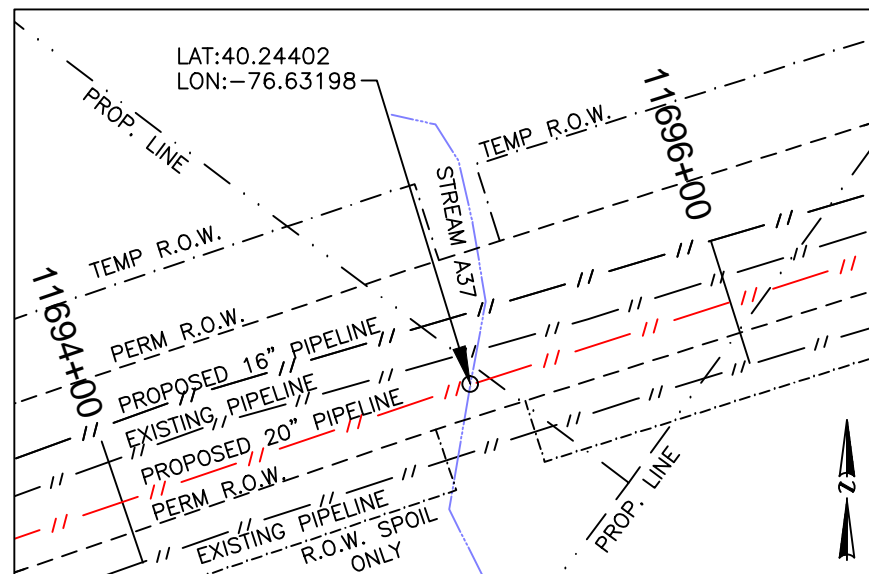 LAT:40.24402
LON:-76.63198
PROP. LINE
TEMP R.O.W.
11696+00
STREAM A37
TEMP R.O.W.
11694+00
PERM R.O.W.
PROPOSED 16" PIPELINE
EXISTING PIPELINE
PROPOSED 20" PIPELINE
PERM R.O.W.
EXISTING PIPELINE
R.O.W. SPOIL
ONLY
PROP. LINE
N